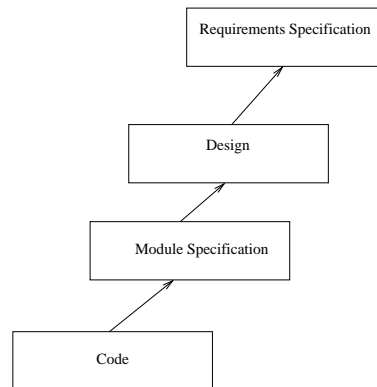 Requirements Specification
Design
Module Specification
Code